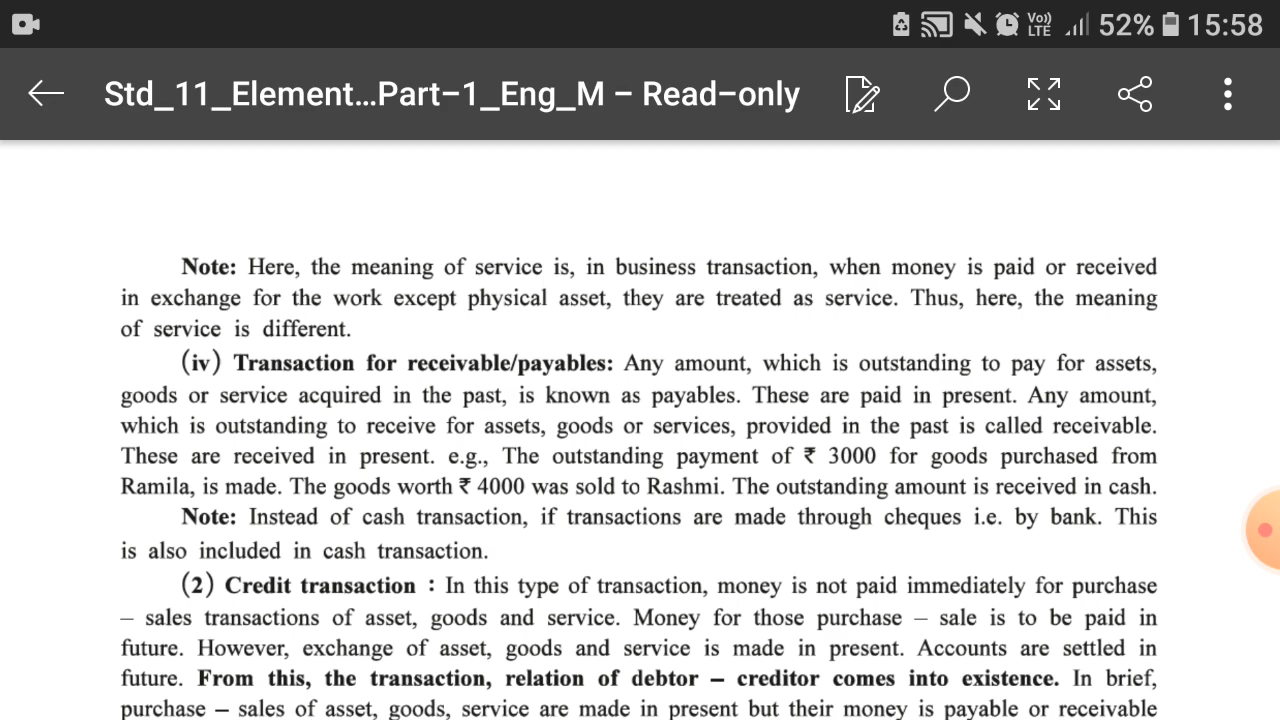 Vo)) LTE 52% 15:58
Std_11_Element...Part–1_Eng_M – Read–only
Note: Here, the meaning of service is, in business transaction, when money is paid or received
in exchange for the work except physical asset, they are treated as service. Thus, here, the meaning
of service is different.
(iv) Transaction for receivable/payables: Any amount, which is outstanding to pay for assets,
goods or service acquired in the past, is known as payables. These are paid in present. Any amount,
which is outstanding to receive for assets, goods or services, provided in the past is called receivable.
These are received in present. e.g., The outstanding payment of ₹ 3000 for goods purchased from
Ramila, is made. The goods worth ₹ 4000 was sold to Rashmi. The outstanding amount is received in cash.
Note: Instead of cash transaction, if transactions are made through cheques i.e. by bank. This
is also included in cash transaction.
(2) Credit transaction : In this type of transaction, money is not paid immediately for purchase
– sales transactions of asset, goods and service. Money for those purchase – sale is to be paid in
future. However, exchange of asset, goods and service is made in present. Accounts are settled in
future. From this, the transaction, relation of debtor – creditor comes into existence. In brief,
purchase – sales of asset, goods, service are made in present but their money is payable or receivable